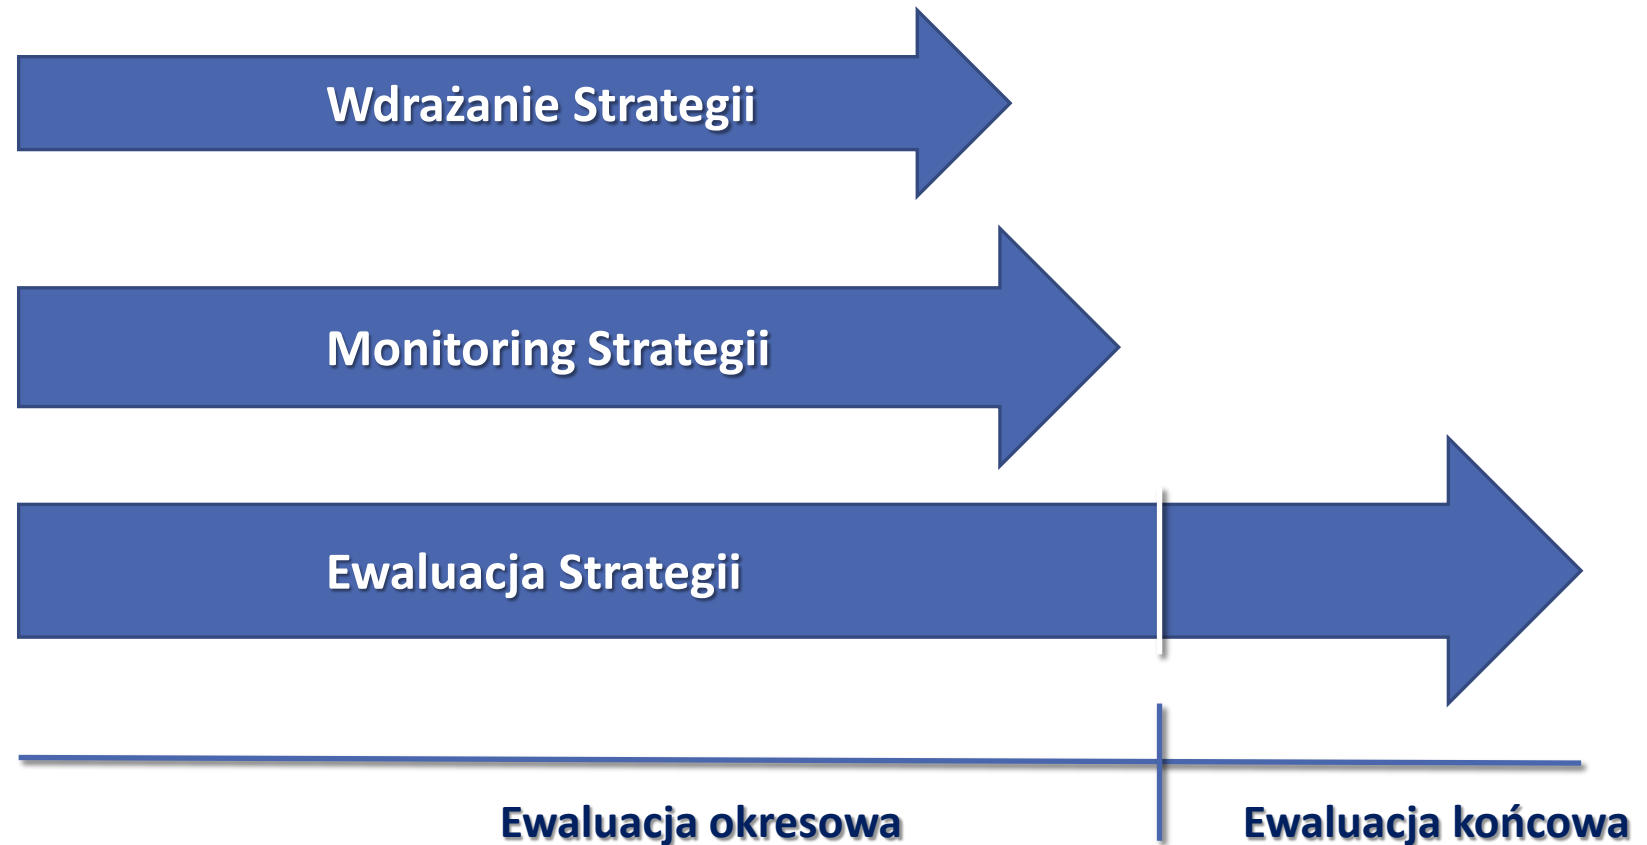 Wdrażanie Strategii
Monitoring Strategii
Ewaluacja Strategii
Ewaluacja okresowa
Ewaluacja końcowa